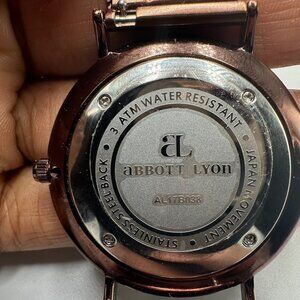 3 ATM WATER RESISTANT • JAPAN MOVEMENT • STAINLESS STEEL BACK •
AL
ABBOTT LYON
AL17B038